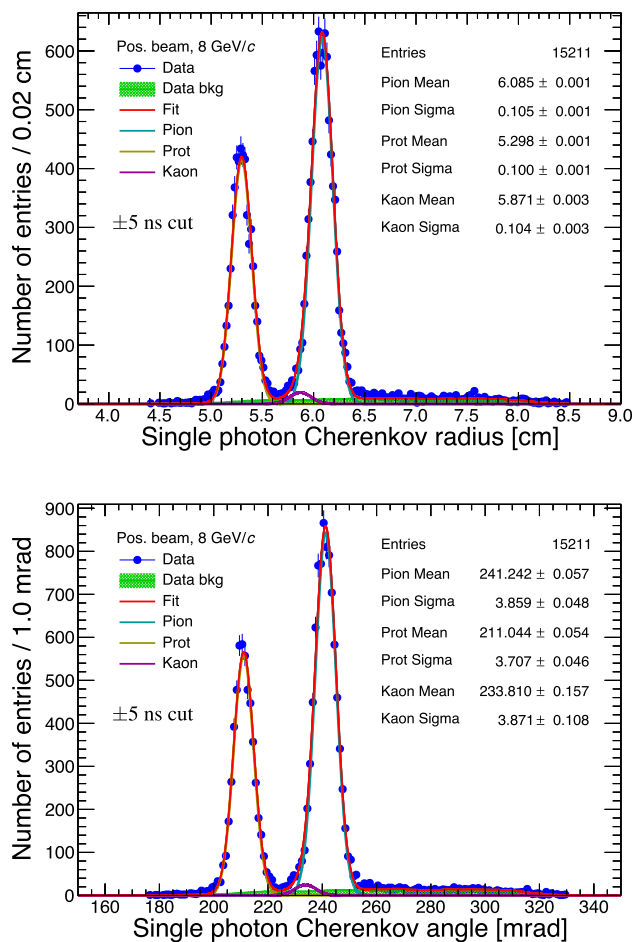 Number of entries / 0.02 cm
600
500
400
300
200
100
0
Pos. beam, 8 GeV/c
Data
Data bkg
Fit
Pion
Prot
Kaon
±5 ns cut
Entries 15211
Pion Mean 6.085 ± 0.001
Pion Sigma 0.105 ± 0.001
Prot Mean 5.298 ± 0.001
Prot Sigma 0.100 ± 0.001
Kaon Mean 5.871 ± 0.003
Kaon Sigma 0.104 ± 0.003
4.0 4.5 5.0 5.5 6.0 6.5 7.0 7.5 8.0 8.5 9.0
Single photon Cherenkov radius [cm]
Number of entries / 1.0 mrad
900
800
700
600
500
400
300
200
100
0
Pos. beam, 8 GeV/c
Data
Data bkg
Fit
Pion
Prot
Kaon
±5 ns cut
Entries 15211
Pion Mean 241.242 ± 0.057
Pion Sigma 3.859 ± 0.048
Prot Mean 211.044 ± 0.054
Prot Sigma 3.707 ± 0.046
Kaon Mean 233.810 ± 0.157
Kaon Sigma 3.871 ± 0.108
160 180 200 220 240 260 280 300 320 340
Single photon Cherenkov angle [mrad]